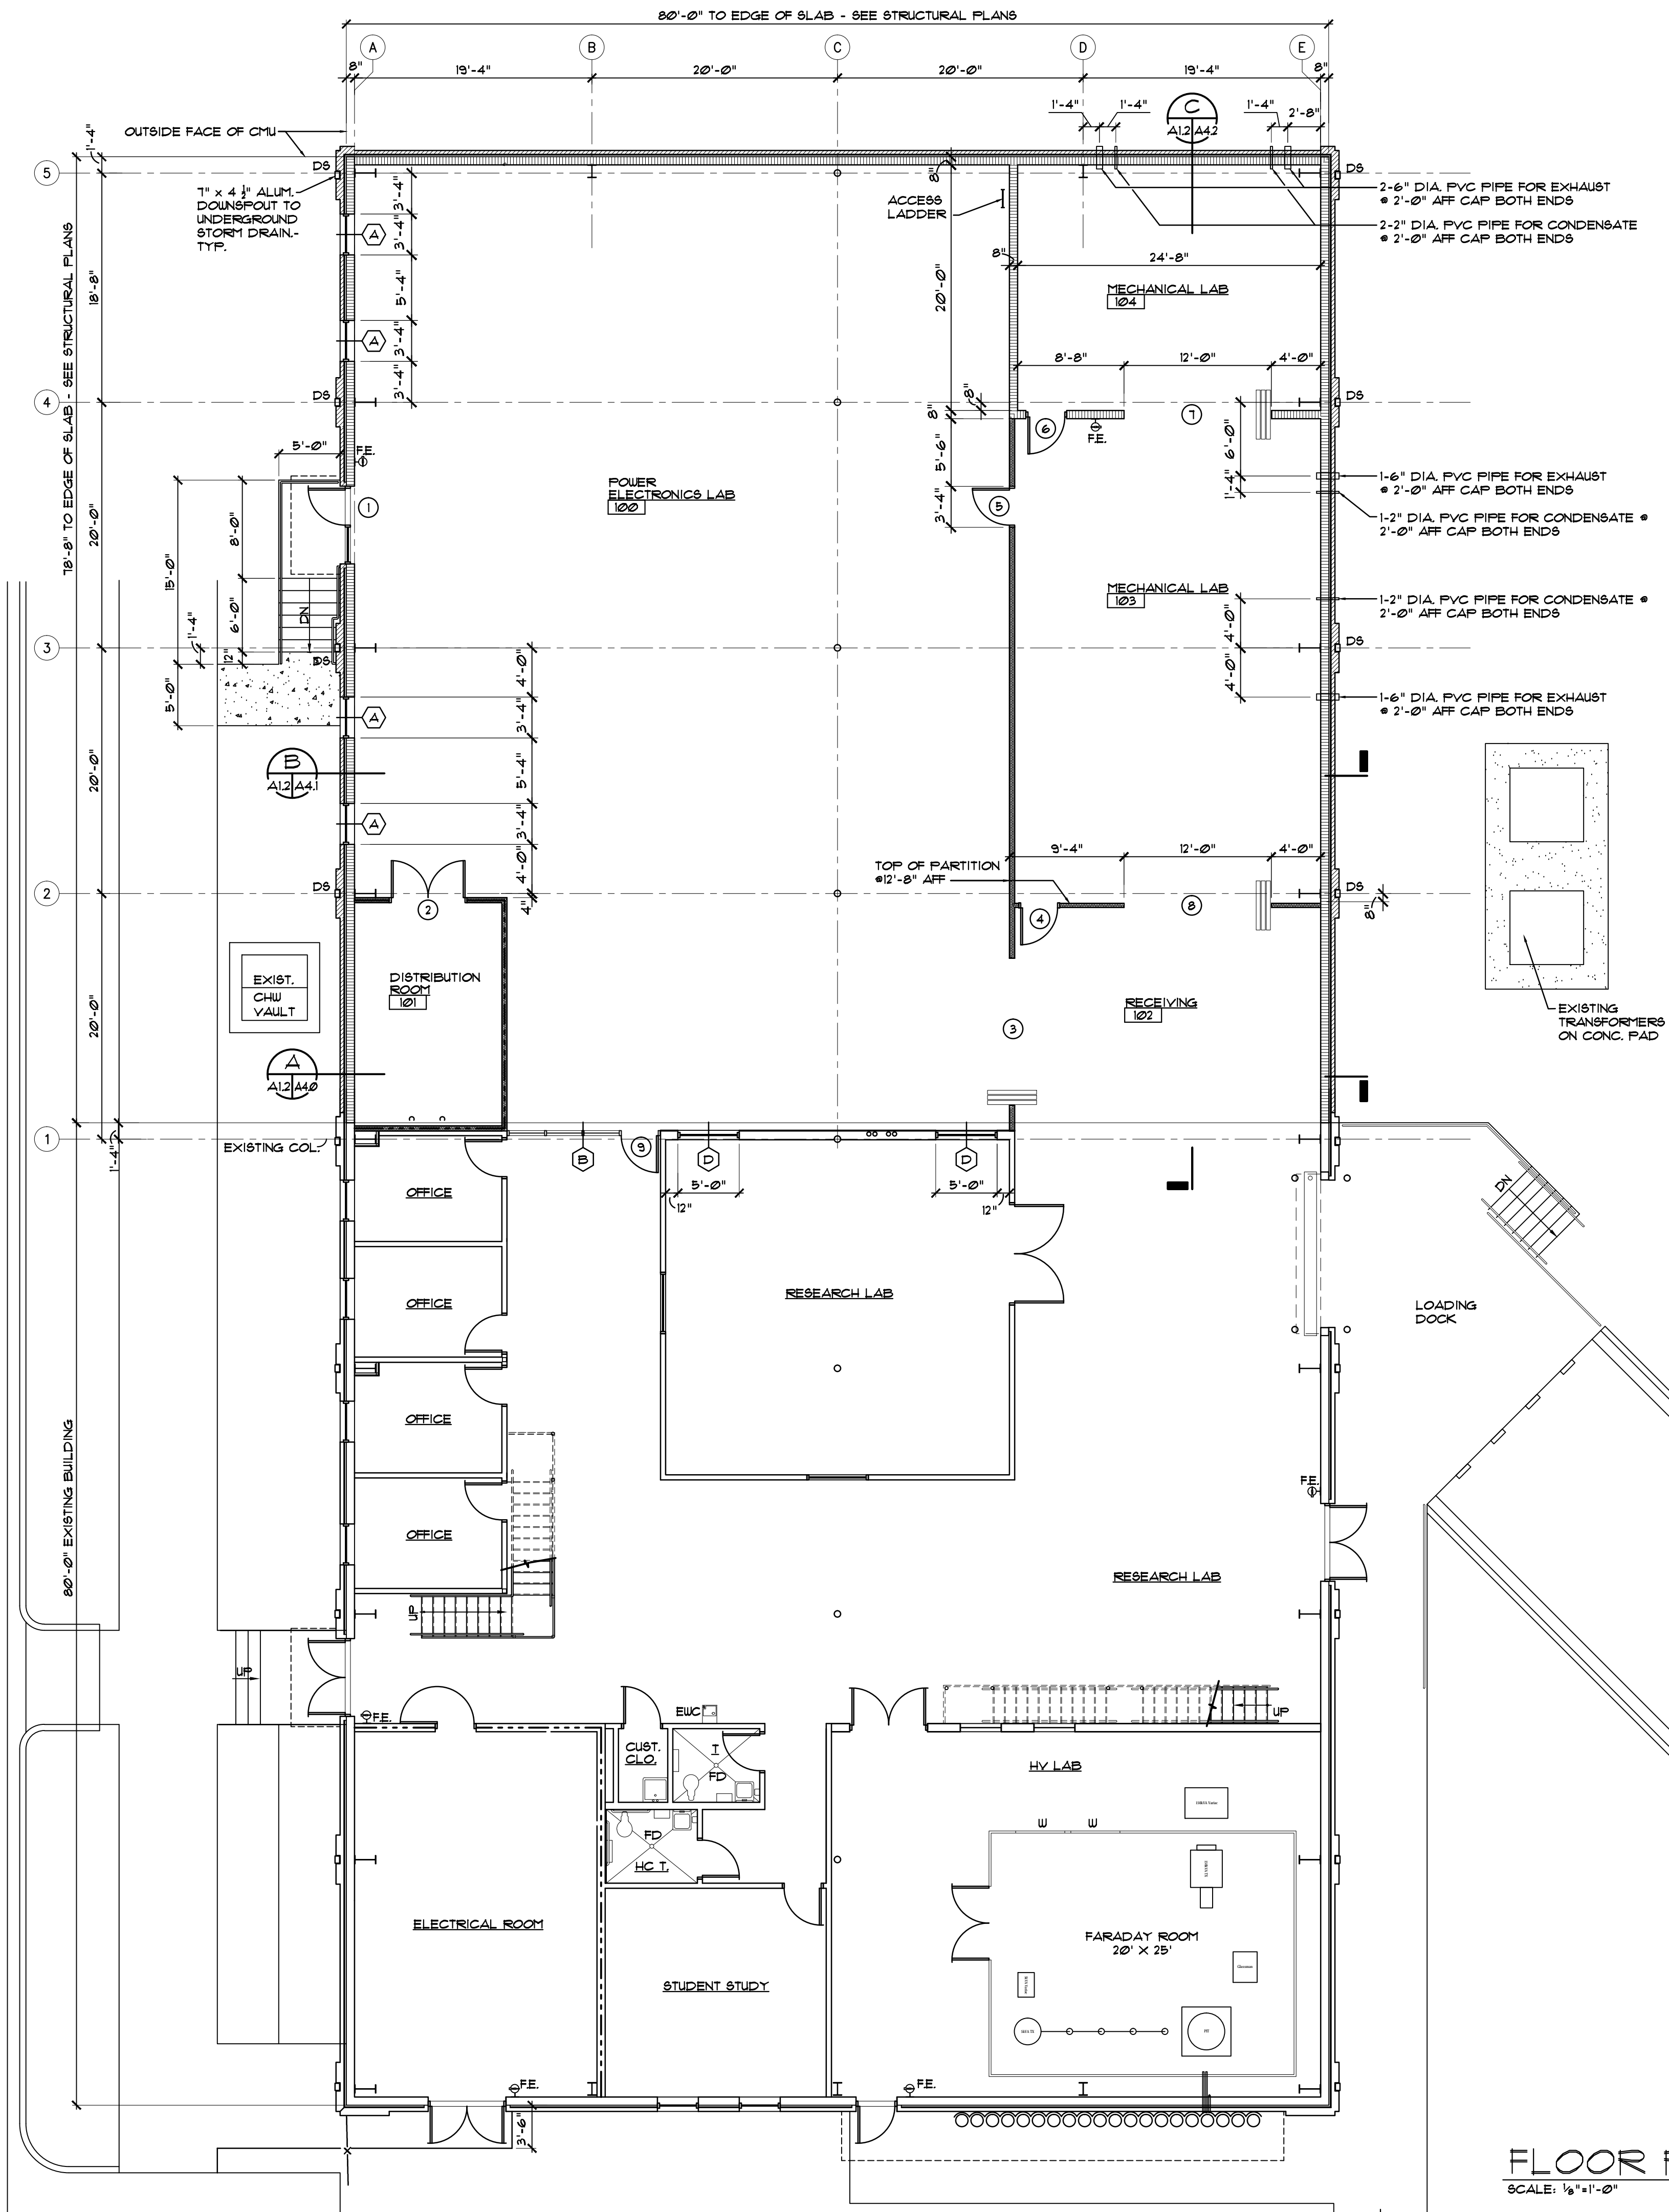 80'-0" TO EDGE OF SLAB - SEE STRUCTURAL PLANS
A
B
C
D
E
8"
19'-4"
20'-0"
20'-0"
19'-4"
8"
1'-4"
1'-4"
C
A1.2 A4.2
1'-4"
2'-8"
OUTSIDE FACE OF CMU
1'-4"
5
DS
DS
7" x 4 1/2" ALUM.
DOWNSPOUT TO
UNDERGROUND
STORM DRAIN.-
TYP.
A
3'-4"
3'-4"
5'-4"
3'-4"
3'-4"
A
8"
ACCESS
LADDER
2-6" DIA. PVC PIPE FOR EXHAUST
@ 2'-0" AFF CAP BOTH ENDS
2-2" DIA. PVC PIPE FOR CONDENSATE
@ 2'-0" AFF CAP BOTH ENDS
8"
24'-8"
20'-0"
MECHANICAL LAB
104
18'-8"
78'-8" TO EDGE OF SLAB - SEE STRUCTURAL PLANS
8'-8"
12'-0"
4'-0"
4
DS
DS
8"
8"
6
F.E.
7
6'-0"
1'-4"
5'-0"
F.E.
5'-6"
3'-4"
5
1
POWER
ELECTRONICS LAB
100
1-6" DIA. PVC PIPE FOR EXHAUST
@ 2'-0" AFF CAP BOTH ENDS
1-2" DIA. PVC PIPE FOR CONDENSATE @
2'-0" AFF CAP BOTH ENDS
20'-0"
15'-0"
8'-0"
6'-0"
DN
1'-4"
12"
MECHANICAL LAB
103
1-2" DIA. PVC PIPE FOR CONDENSATE @
2'-0" AFF CAP BOTH ENDS
4'-0"
4'-0"
3
DS
DS
5'-0"
4'-0"
3'-4"
5'-4"
3'-4"
4'-0"
4"
A
1-6" DIA. PVC PIPE FOR EXHAUST
@ 2'-0" AFF CAP BOTH ENDS
B
A1.2 A4.1
20'-0"
A
TOP OF PARTITION
@12'-8" AFF
9'-4"
12'-0"
4'-0"
2
DS
DS
8"
2
4
8
EXIST.
CHW
VAULT
DISTRIBUTION
ROOM
101
RECEIVING
102
EXISTING
TRANSFORMERS
ON CONC. PAD
20'-0"
3
A
A1.2 A4.0
1
1'-4"
EXISTING COL.
B
9
D
D
5'-0"
12"
5'-0"
12"
OFFICE
DN
RESEARCH LAB
OFFICE
LOADING
DOCK
OFFICE
80'-0" EXISTING BUILDING
F.E.
OFFICE
RESEARCH LAB
UP
UP
F.E.
EWC
UP
CUST.
CLO.
T
FD
HV LAB
FD
HC T.
W
W
ELECTRICAL ROOM
FARADAY ROOM
20' X 25'
STUDENT STUDY
F.E.
F.E.
3'-6"
FLOOR
SCALE: 1/8"=1'-0"